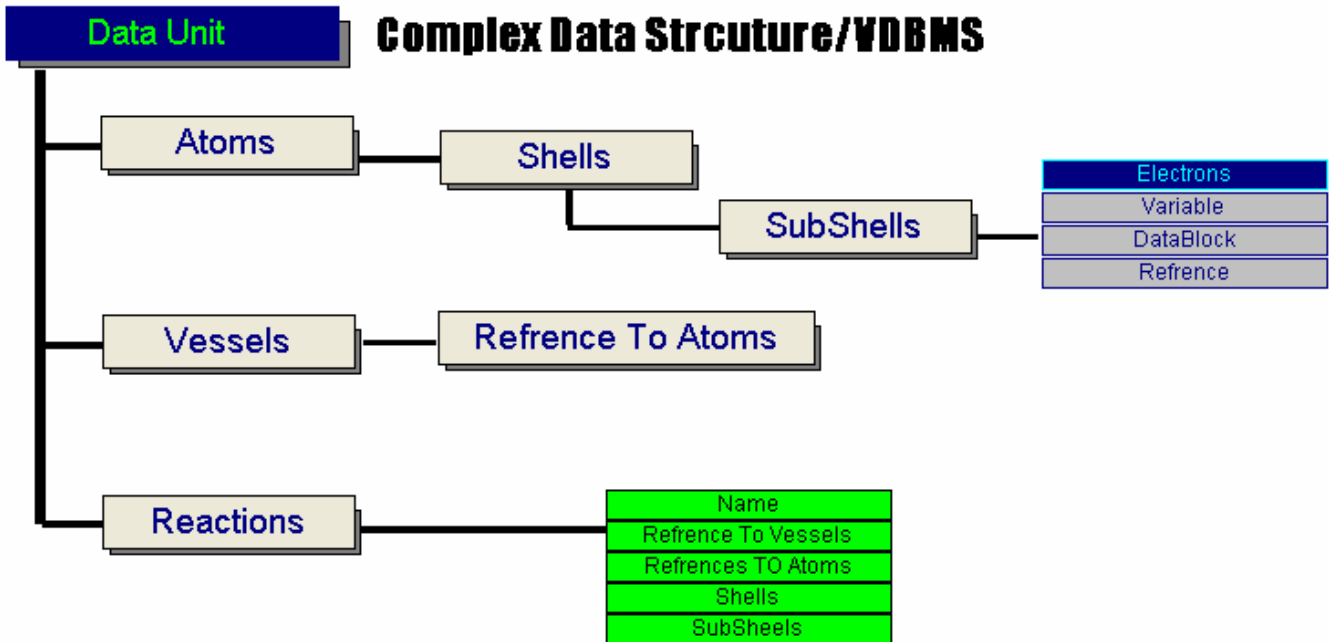 Data Unit
Complex Data Strcuture/VDBMS
Atoms
Shells
SubShells
Electrons
Variable
DataBlock
Refrence
Vessels
Refrence To Atoms
Reactions
Name
Refrence To Vessels
Refrences TO Atoms
Shells
SubSheels